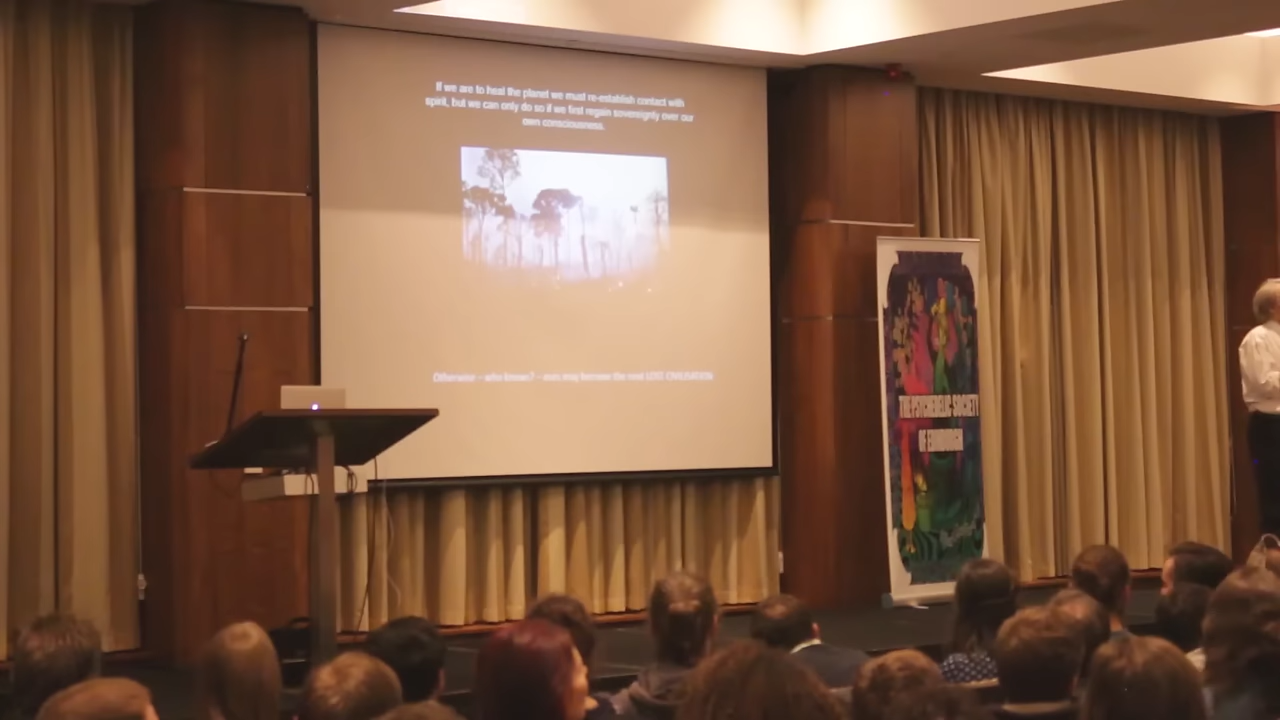 If we are to heal the planet we must re-establish contact with
spirit, but we can only do so if we first regain sovereignty over our
own consciousness.
Otherwise – who knows? – ours may become the next LOST CIVILISATION
THE PSYCHEDELIC SOCIETY
OF EDINBURGH